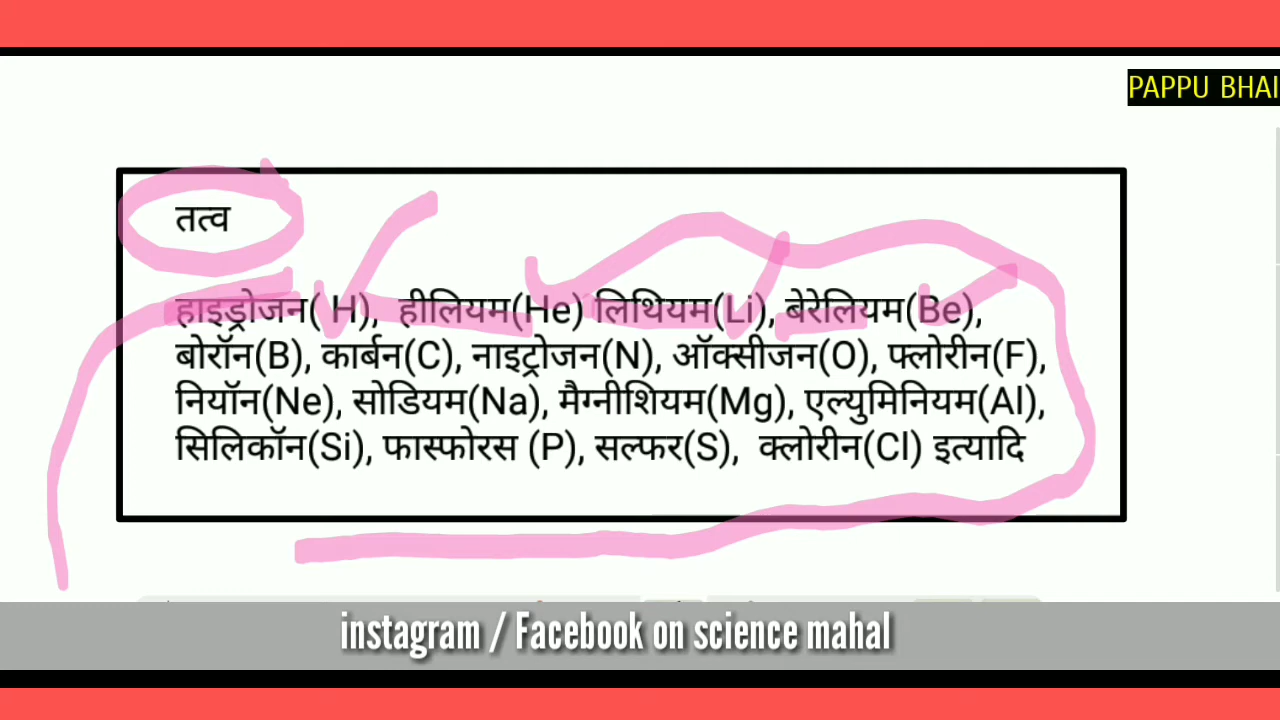 PAPPU BHAI
तत्व
हाइड्रोजन( H), हीलियम(He) लिथियम(Li), बेरेलियम(Be),
बोरॉन(B), कार्बन(C), नाइट्रोजन(N), ऑक्सीजन(O), फ्लोरीन(F),
नियॉन(Ne), सोडियम(Na), मैग्नीशियम(Mg), एल्युमिनियम(Al),
सिलिकॉन(Si), फास्फोरस (P), सल्फर(S), क्लोरीन(Cl) इत्यादि
instagram / Facebook on science mahal